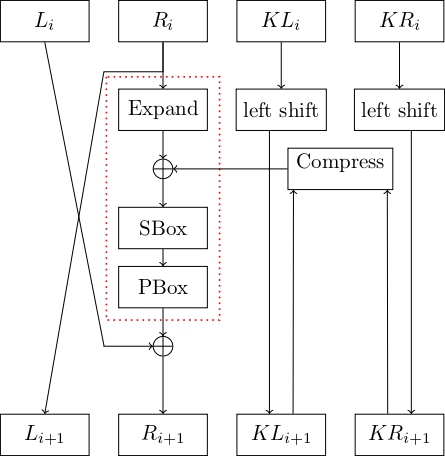 L_i R_i KL_i KR_i
Expand left shift left shift
Compress
SBox
PBox
L_{i+1} R_{i+1} KL_{i+1} KR_{i+1}